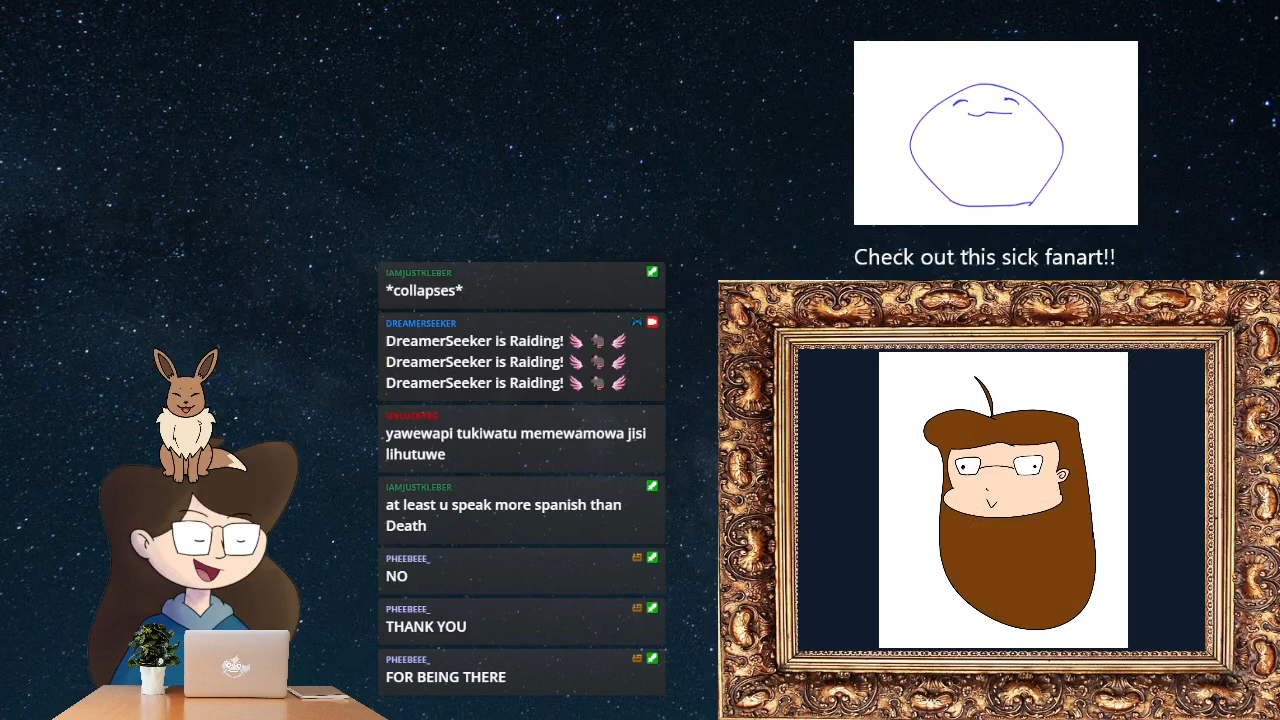 IAMJUSTKLEBER
*collapses*
DREAMERSEEKER
DreamerSeeker is Raiding!
DreamerSeeker is Raiding!
DreamerSeeker is Raiding!
yawewapi tukiwatu memewamowa jisi
lihutuwe
IAMJUSTKLEBER
at least u speak more spanish than
Death
PHEEBEEE_
NO
PHEEBEEE_
THANK YOU
PHEEBEEE_
FOR BEING THERE
Check out this sick fanart!!